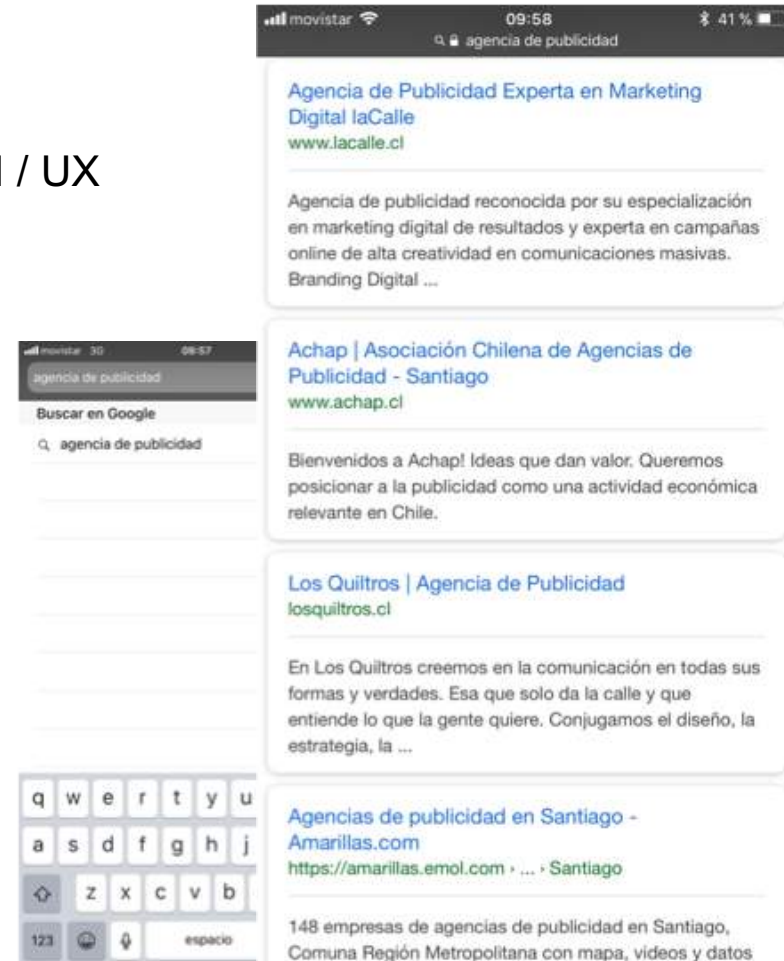 / UX
movistar 3G 09:57
agencia de publicidad
Buscar en Google
agencia de publicidad
q w e r t y u
a s d f g h j
z x c v b
123 espacio
movistar 09:58 41 %
agencia de publicidad
Agencia de Publicidad Experta en Marketing
Digital laCalle
www.lacalle.cl
Agencia de publicidad reconocida por su especialización
en marketing digital de resultados y experta en campañas
online de alta creatividad en comunicaciones masivas.
Branding Digital ...
Achap | Asociación Chilena de Agencias de
Publicidad - Santiago
www.achap.cl
Bienvenidos a Achap! Ideas que dan valor. Queremos
posicionar a la publicidad como una actividad económica
relevante en Chile.
Los Quiltros | Agencia de Publicidad
losquiltros.cl
En Los Quiltros creemos en la comunicación en todas sus
formas y verdades. Esa que solo da la calle y que
entiende lo que la gente quiere. Conjugamos el diseño, la
estrategia, la ...
Agencias de publicidad en Santiago -
Amarillas.com
https://amarillas.emol.com › ... › Santiago
148 empresas de agencias de publicidad en Santiago,
Comuna Región Metropolitana con mapa, videos y datos